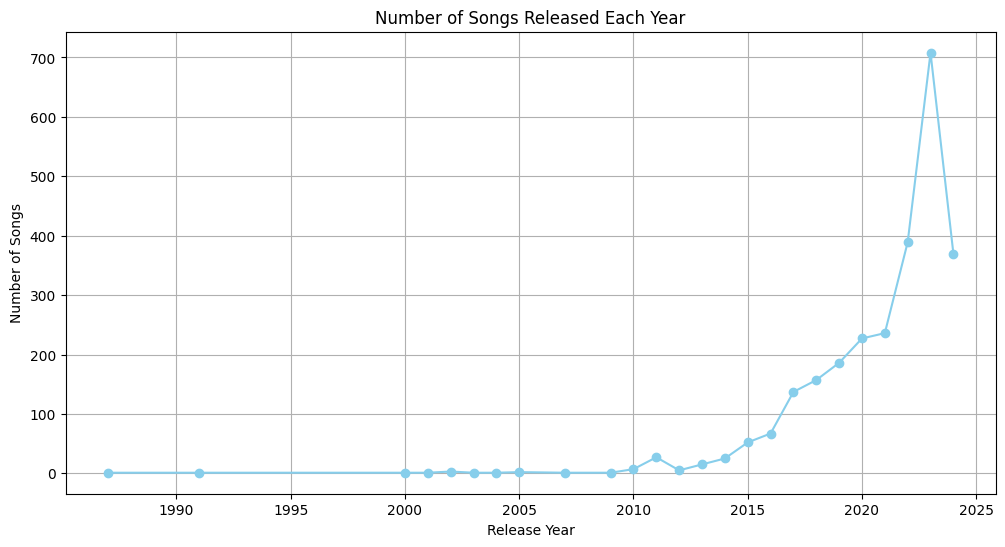 Number of Songs Released Each Year
Number of Songs
700
600
500
400
300
200
100
0
1990 1995 2000 2005 2010 2015 2020 2025
Release Year